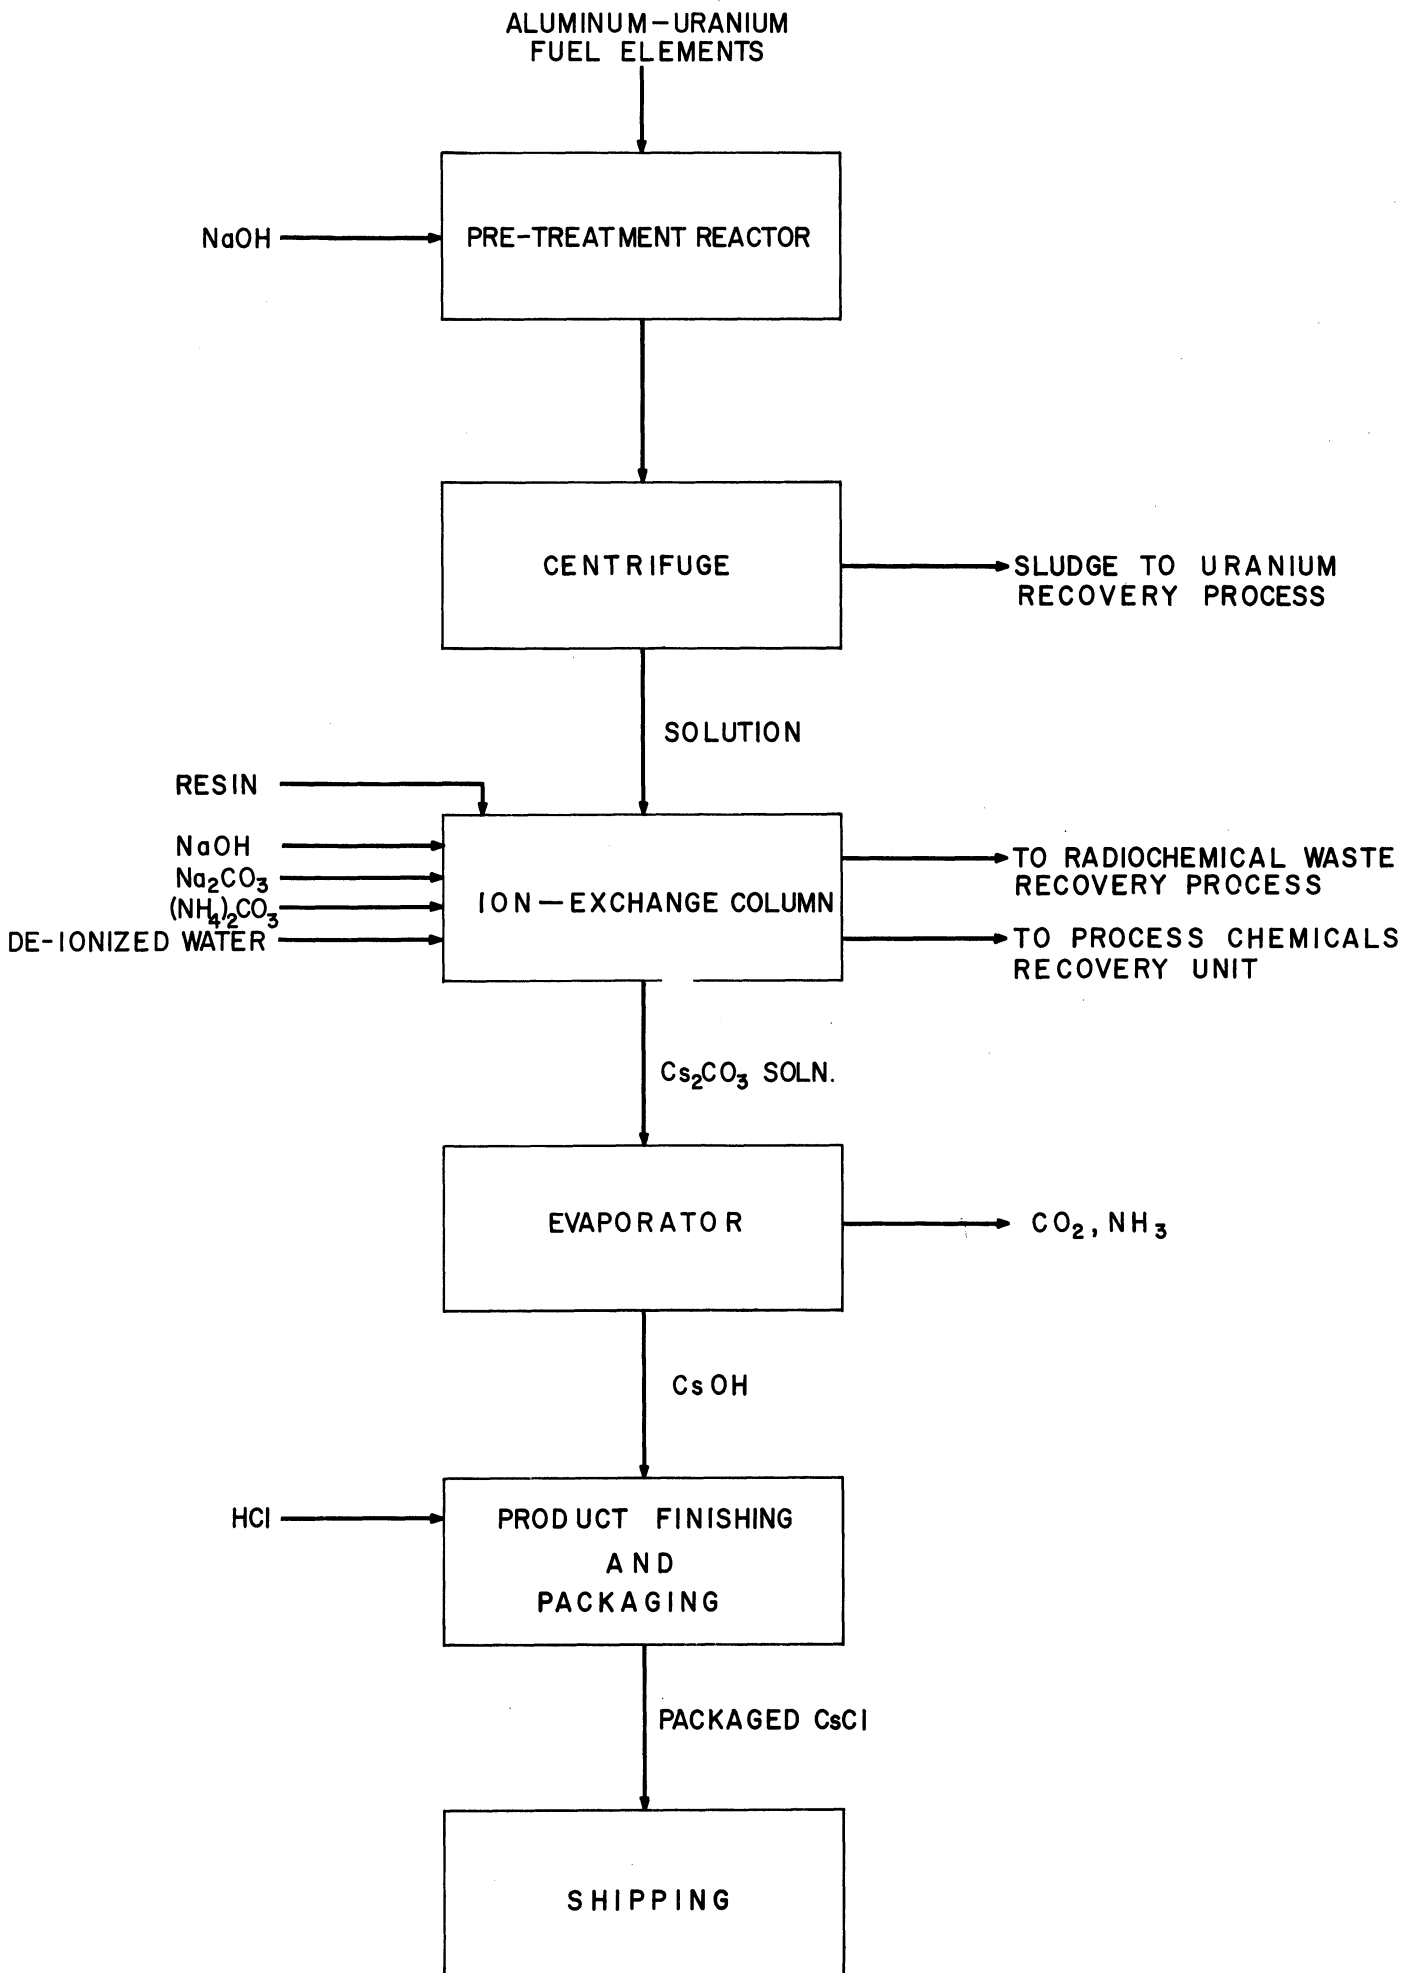 ALUMINUM-URANIUM
FUEL ELEMENTS
NaOH
PRE-TREATMENT REACTOR
CENTRIFUGE
SLUDGE TO URANIUM
RECOVERY PROCESS
SOLUTION
RESIN
NaOH
Na₂CO₃
(NH₄)₂CO₃
DE-IONIZED WATER
ION-EXCHANGE COLUMN
TO RADIOCHEMICAL WASTE
RECOVERY PROCESS
TO PROCESS CHEMICALS
RECOVERY UNIT
Cs₂CO₃ SOLN.
EVAPORATOR
CO₂, NH₃
CsOH
HCl
PRODUCT FINISHING
AND
PACKAGING
PACKAGED CsCl
SHIPPING